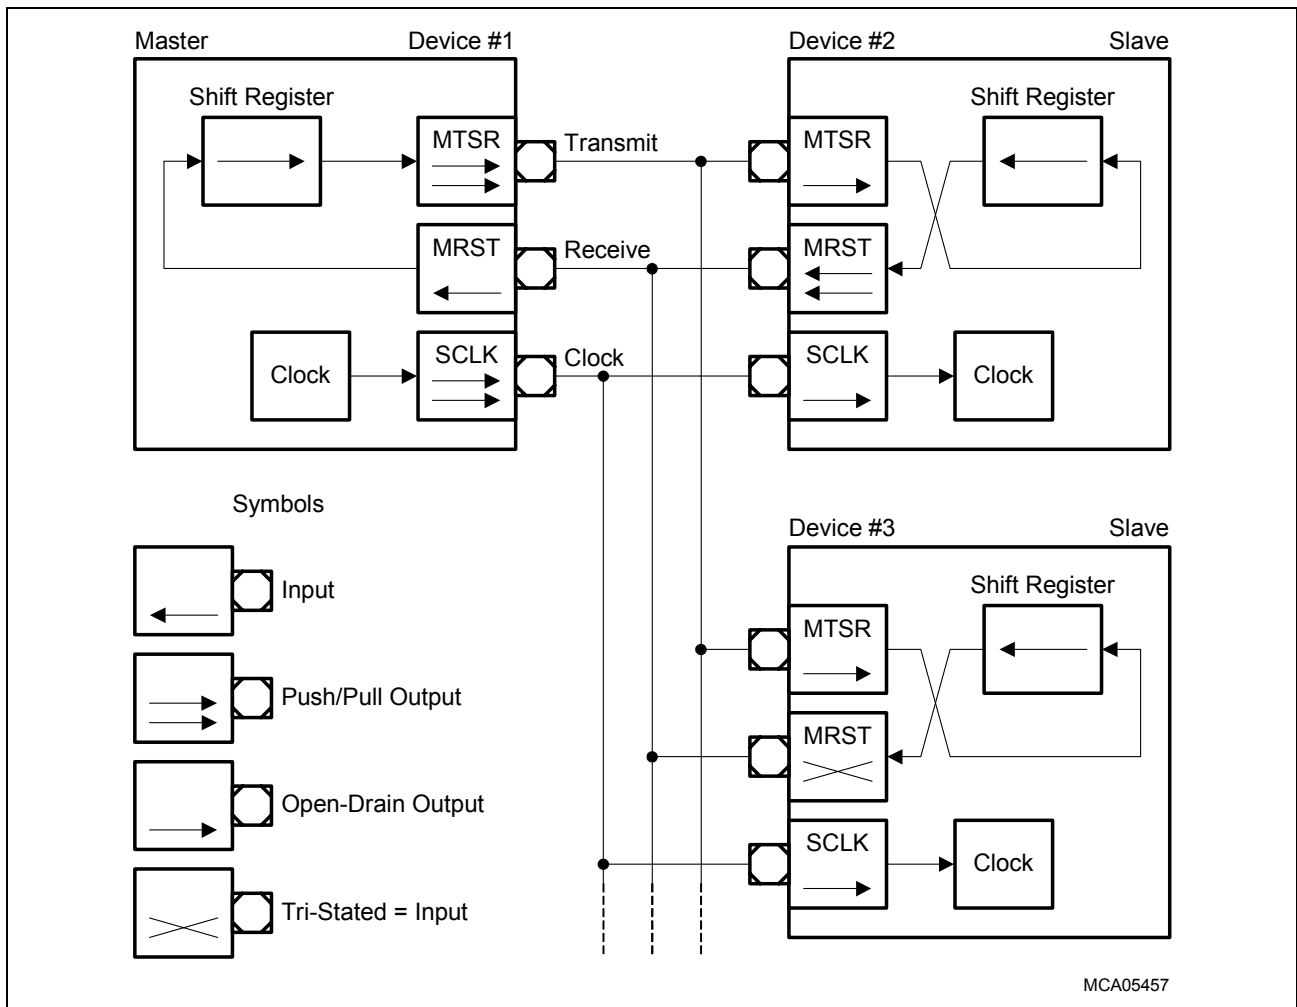 Master Device #1
Shift Register
MTSR
Transmit
MRST
Receive
Clock
SCLK
Clock
Device #2 Slave
MTSR
Shift Register
MRST
SCLK
Clock
Symbols
Input
Push/Pull Output
Open-Drain Output
Tri-Stated = Input
Device #3 Slave
MTSR
Shift Register
MRST
SCLK
Clock
MCA05457